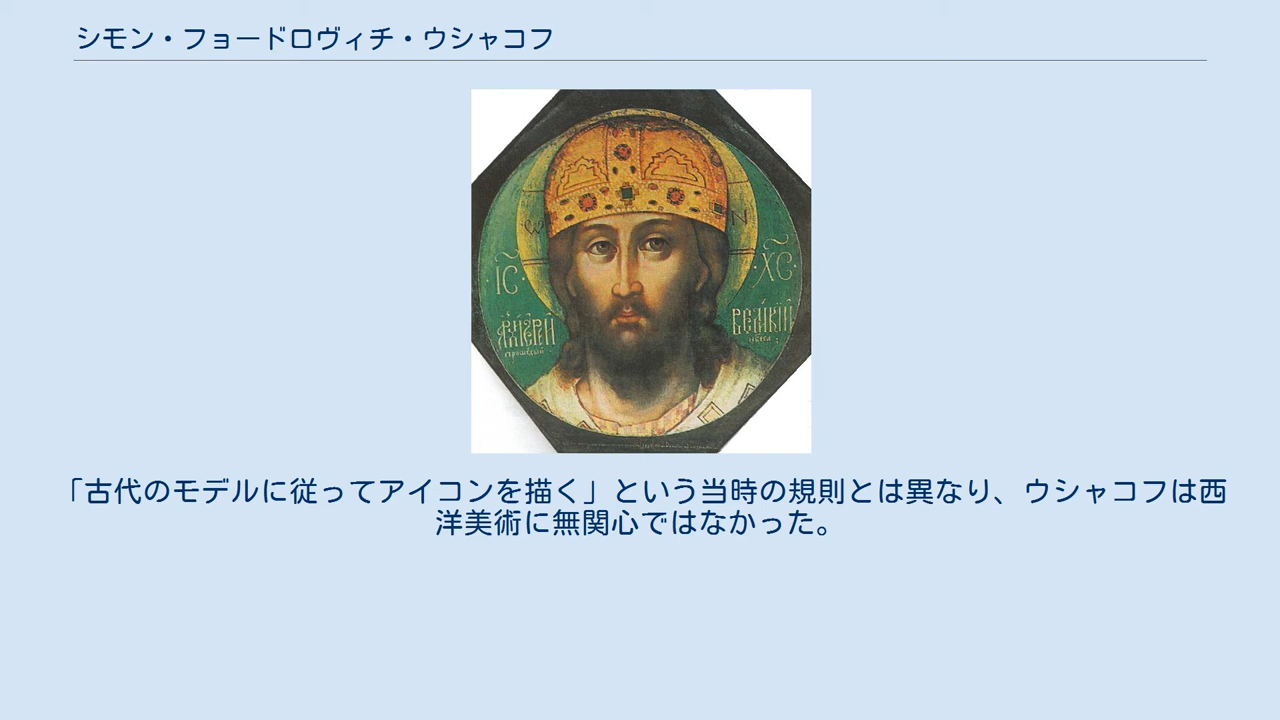 シモン・フョードロヴィチ・ウシャコフ
ІС
ХС
ВЕЛИКІЙ
「古代のモデルに従ってアイコンを描く」という当時の規則とは異なり、ウシャコフは西
洋美術に無関心ではなかった。